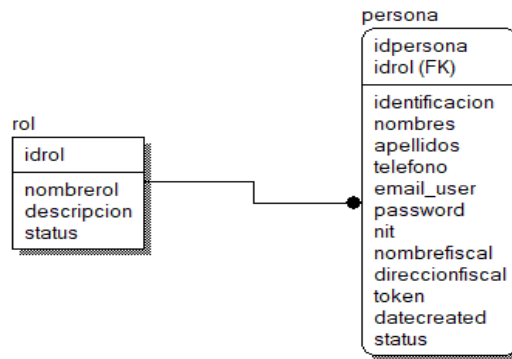 rol
idrol
nombrerol
descripcion
status
persona
idpersona
idrol (FK)
identificacion
nombres
apellidos
telefono
email_user
password
nit
nombrefiscal
direccionfiscal
token
datecreated
status